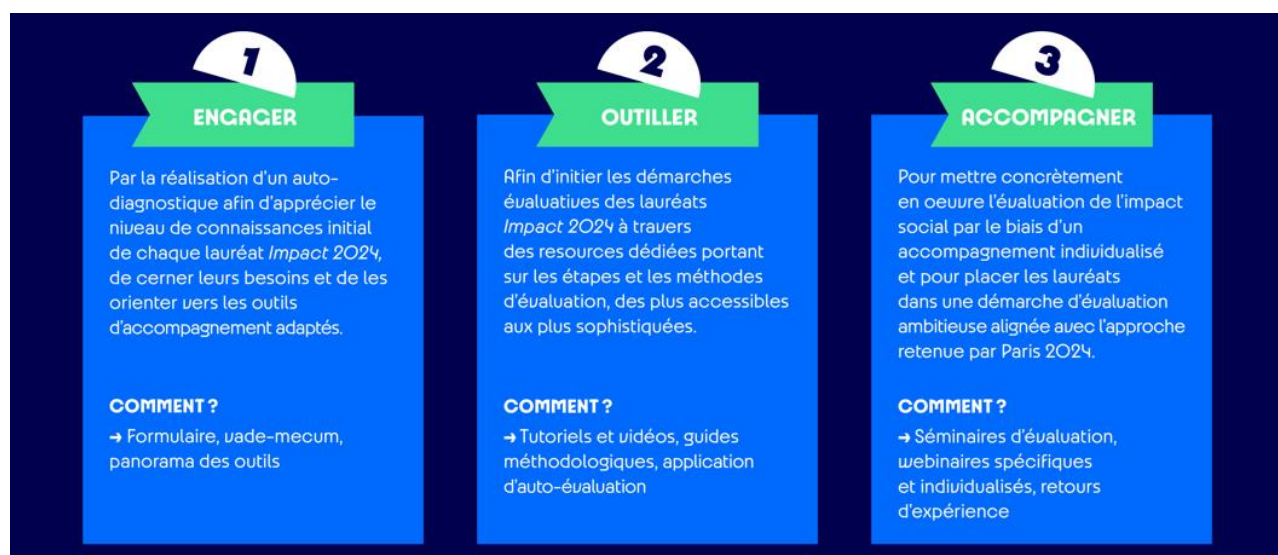 1
ENGAGER
Par la réalisation d'un auto-
diagnostique afin d'apprécier le
niveau de connaissances initial
de chaque lauréat Impact 2024,
de cerner leurs besoins et de les
orienter vers les outils
d'accompagnement adaptés.
COMMENT ?
→ Formulaire, vade-mecum,
panorama des outils
2
OUTILLER
Afin d'initier les démarches
évaluatives des lauréats
Impact 2024 à travers
des resources dédiées portant
sur les étapes et les méthodes
d'évaluation, des plus accessibles
aux plus sophistiquées.
COMMENT ?
→ Tutoriels et vidéos, guides
méthodologiques, application
d'auto-évaluation
3
ACCOMPAGNER
Pour mettre concrètement
en oeuvre l'évaluation de l'impact
social par le biais d'un
accompagnement individualisé
et pour placer les lauréats
dans une démarche d'évaluation
ambitieuse alignée avec l'approche
retenue par Paris 2024.
COMMENT ?
→ Séminaires d'évaluation,
webinaires spécifiques
et individualisés, retours
d'expérience